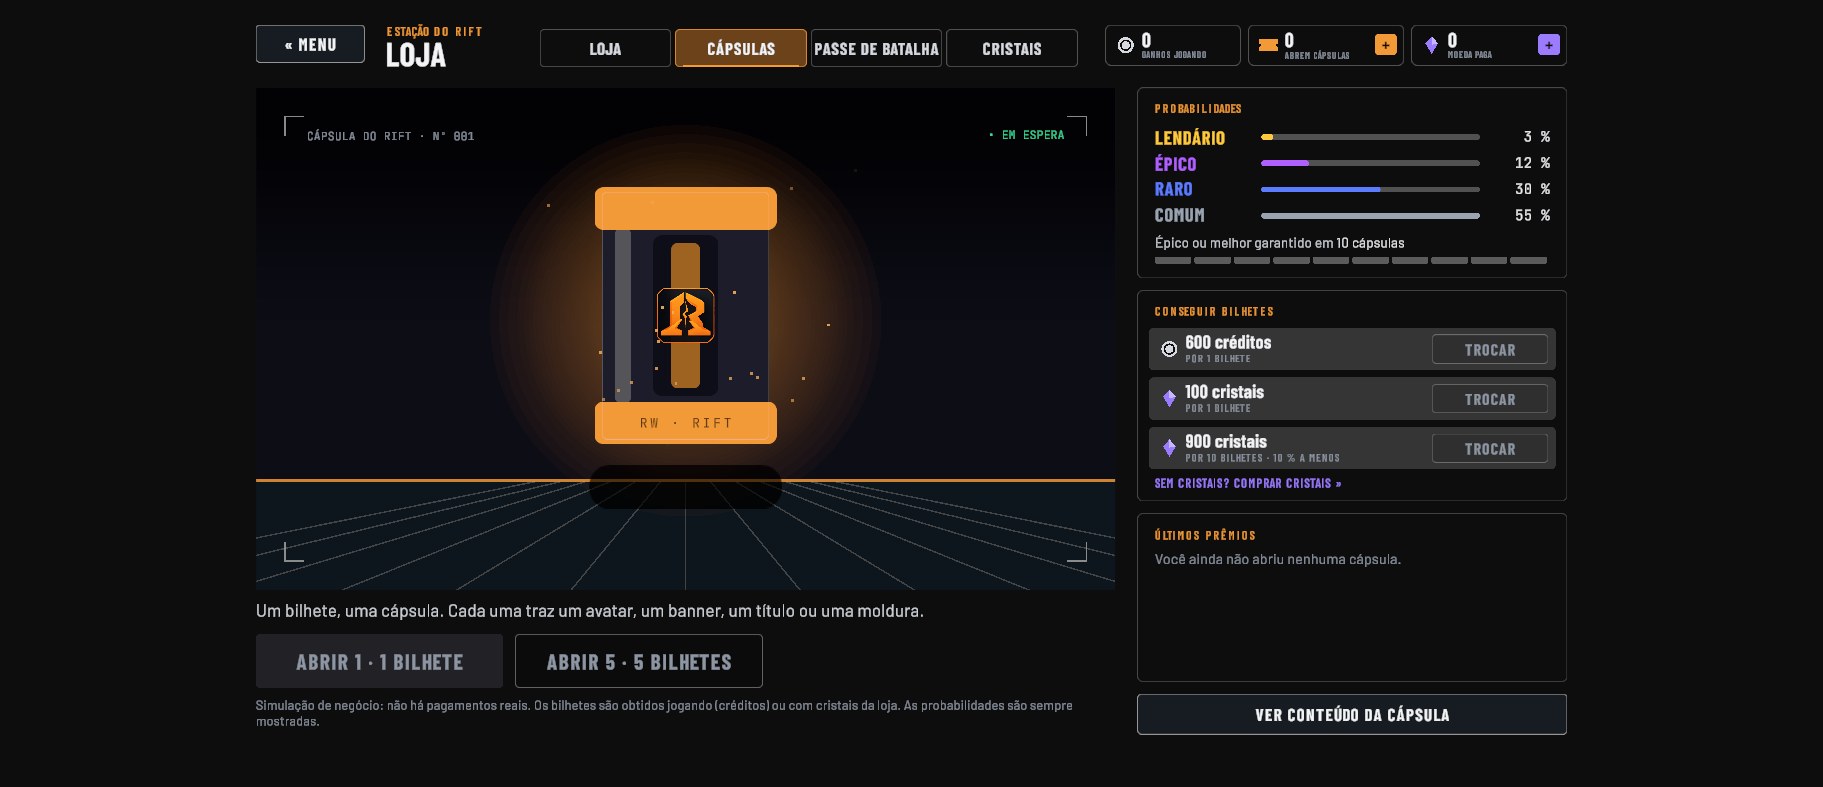 « MENU
ESTAÇÃO DO RIFT
LOJA
LOJA
CÁPSULAS
PASSE DE BATALHA
CRISTAIS
0
GANHOS JOGANDO
0
ABREM CÁPSULAS
+
0
MOEDA PAGA
+
CÁPSULA DO RIFT · N° 001
• EM ESPERA
RW · RIFT
Um bilhete, uma cápsula. Cada uma traz um avatar, um banner, um título ou uma moldura.
ABRIR 1 · 1 BILHETE
ABRIR 5 · 5 BILHETES
Simulação de negócio: não há pagamentos reais. Os bilhetes são obtidos jogando (créditos) ou com cristais da loja. As probabilidades são sempre
mostradas.
PROBABILIDADES
LENDÁRIO 3 %
ÉPICO 12 %
RARO 30 %
COMUM 55 %
Épico ou melhor garantido em 10 cápsulas
CONSEGUIR BILHETES
600 créditos
POR 1 BILHETE
TROCAR
100 cristais
POR 1 BILHETE
TROCAR
900 cristais
POR 10 BILHETES · 10 % A MENOS
TROCAR
SEM CRISTAIS? COMPRAR CRISTAIS »
ÚLTIMOS PRÊMIOS
Você ainda não abriu nenhuma cápsula.
VER CONTEÚDO DA CÁPSULA